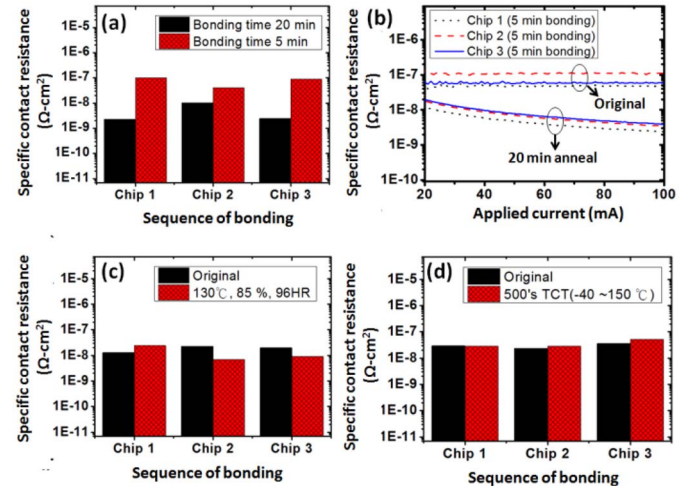 (a)
Bonding time 20 min
Bonding time 5 min
Specific contact resistance
(Ω-cm²)
1E-5
1E-6
1E-7
1E-8
1E-9
1E-10
1E-11
Chip 1 Chip 2 Chip 3
Sequence of bonding
(b)
Chip 1 (5 min bonding)
Chip 2 (5 min bonding)
Chip 3 (5 min bonding)
Specific contact resistance
(Ω-cm²)
1E-5
1E-6
1E-7
1E-8
1E-9
1E-10
Original
20 min anneal
20 40 60 80 100
Applied current (mA)
(c)
Original
130℃, 85 %, 96HR
Specific contact resistance
(Ω-cm²)
1E-5
1E-6
1E-7
1E-8
1E-9
1E-10
1E-11
Chip 1 Chip 2 Chip 3
Sequence of bonding
(d)
Original
500's TCT(-40 ~150 ℃)
Specific contact resistance
(Ω-cm²)
1E-5
1E-6
1E-7
1E-8
1E-9
1E-10
1E-11
Chip 1 Chip 2 Chip 3
Sequence of bonding